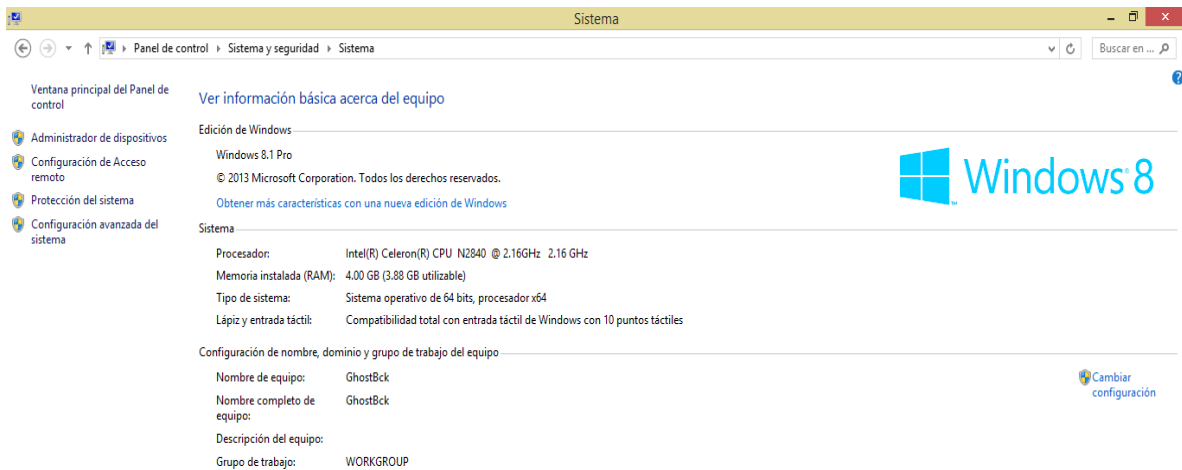 Sistema
Panel de control ▸ Sistema y seguridad ▸ Sistema
Buscar en ...
Ventana principal del Panel de
control
Administrador de dispositivos
Configuración de Acceso
remoto
Protección del sistema
Configuración avanzada del
sistema
Ver información básica acerca del equipo
Edición de Windows
Windows 8.1 Pro
© 2013 Microsoft Corporation. Todos los derechos reservados.
Obtener más características con una nueva edición de Windows
Windows 8
Sistema
Procesador: Intel(R) Celeron(R) CPU N2840 @ 2.16GHz 2.16 GHz
Memoria instalada (RAM): 4.00 GB (3.88 GB utilizable)
Tipo de sistema: Sistema operativo de 64 bits, procesador x64
Lápiz y entrada táctil: Compatibilidad total con entrada táctil de Windows con 10 puntos táctiles
Configuración de nombre, dominio y grupo de trabajo del equipo
Nombre de equipo: GhostBck
Cambiar
configuración
Nombre completo de
equipo: GhostBck
Descripción del equipo:
Grupo de trabajo: WORKGROUP